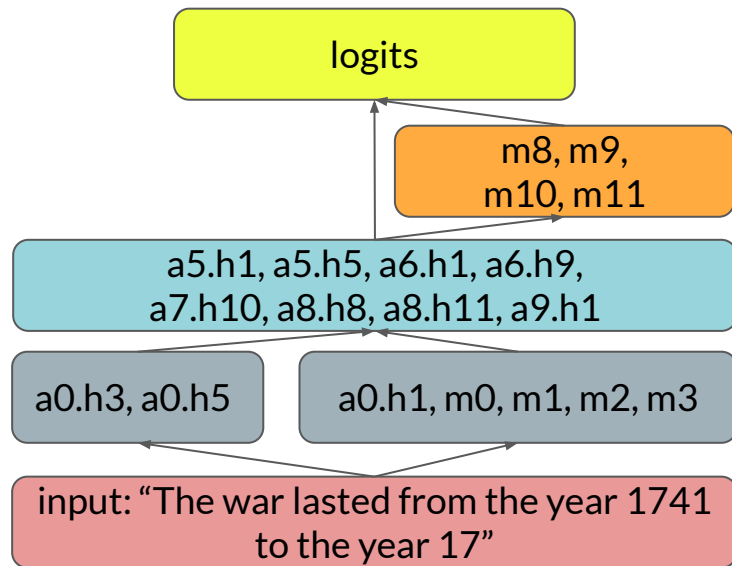 logits
m8, m9,
m10, m11
a5.h1, a5.h5, a6.h1, a6.h9,
a7.h10, a8.h8, a8.h11, a9.h1
a0.h3, a0.h5
a0.h1, m0, m1, m2, m3
input: “The war lasted from the year 1741
to the year 17”